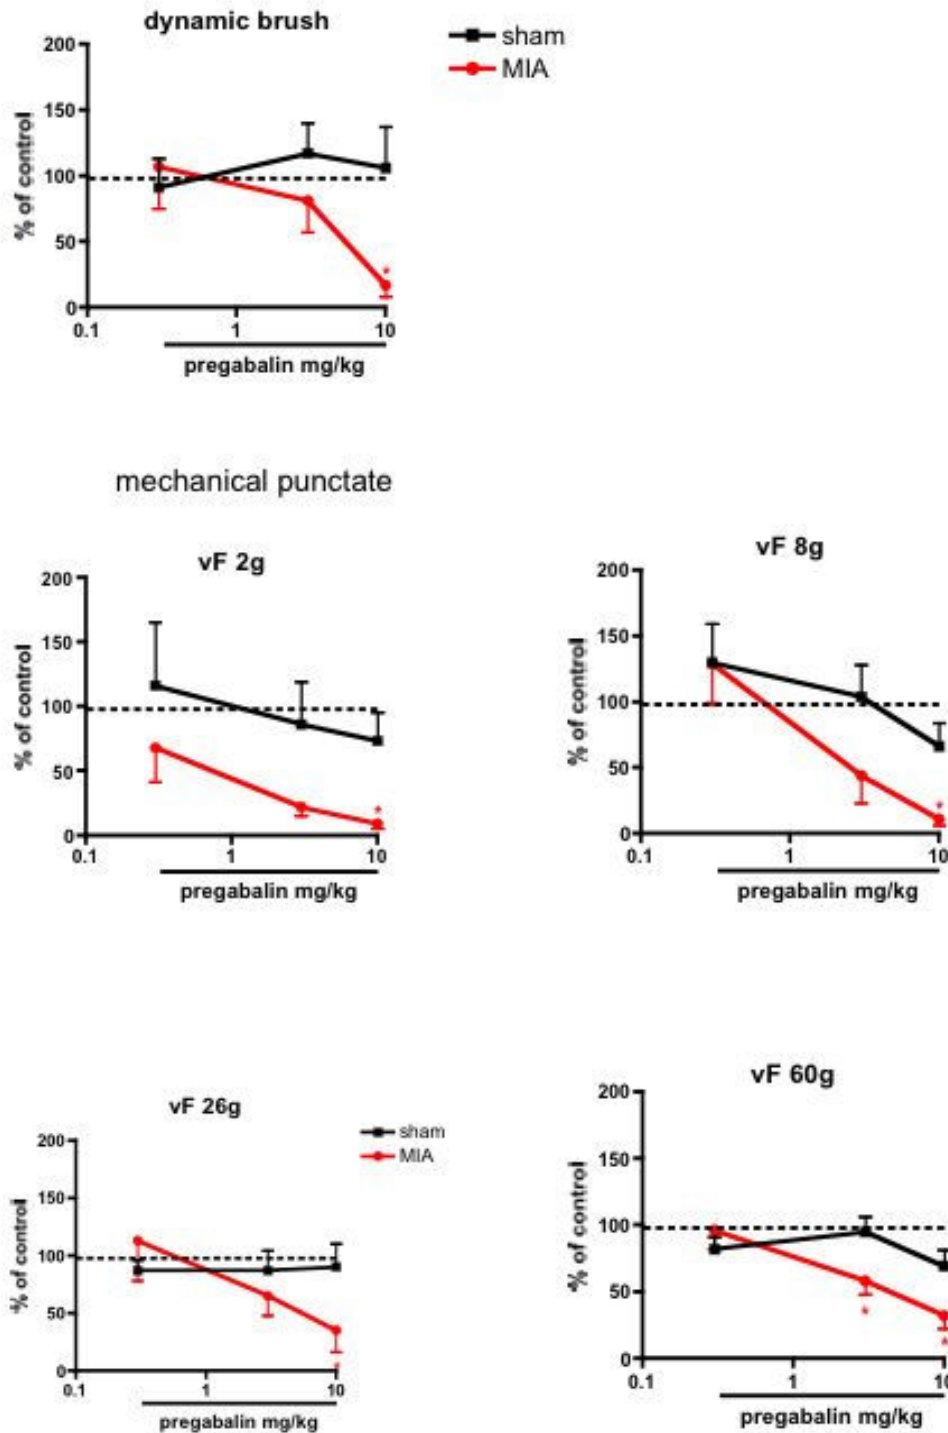 dynamic brush
sham
MIA
% of control
200
150
100
50
0
*
0.1 1 10
pregabalin mg/kg
mechanical punctate
vF 2g
% of control
200
150
100
50
0
*
0.1 1 10
pregabalin mg/kg
vF 8g
% of control
200
150
100
50
0
*
0.1 1 10
pregabalin mg/kg
vF 26g
sham
MIA
% of control
200
150
100
50
0
*
0.1 1 10
pregabalin mg/kg
vF 60g
% of control
200
150
100
50
0
* *
0.1 1 10
pregabalin mg/kg